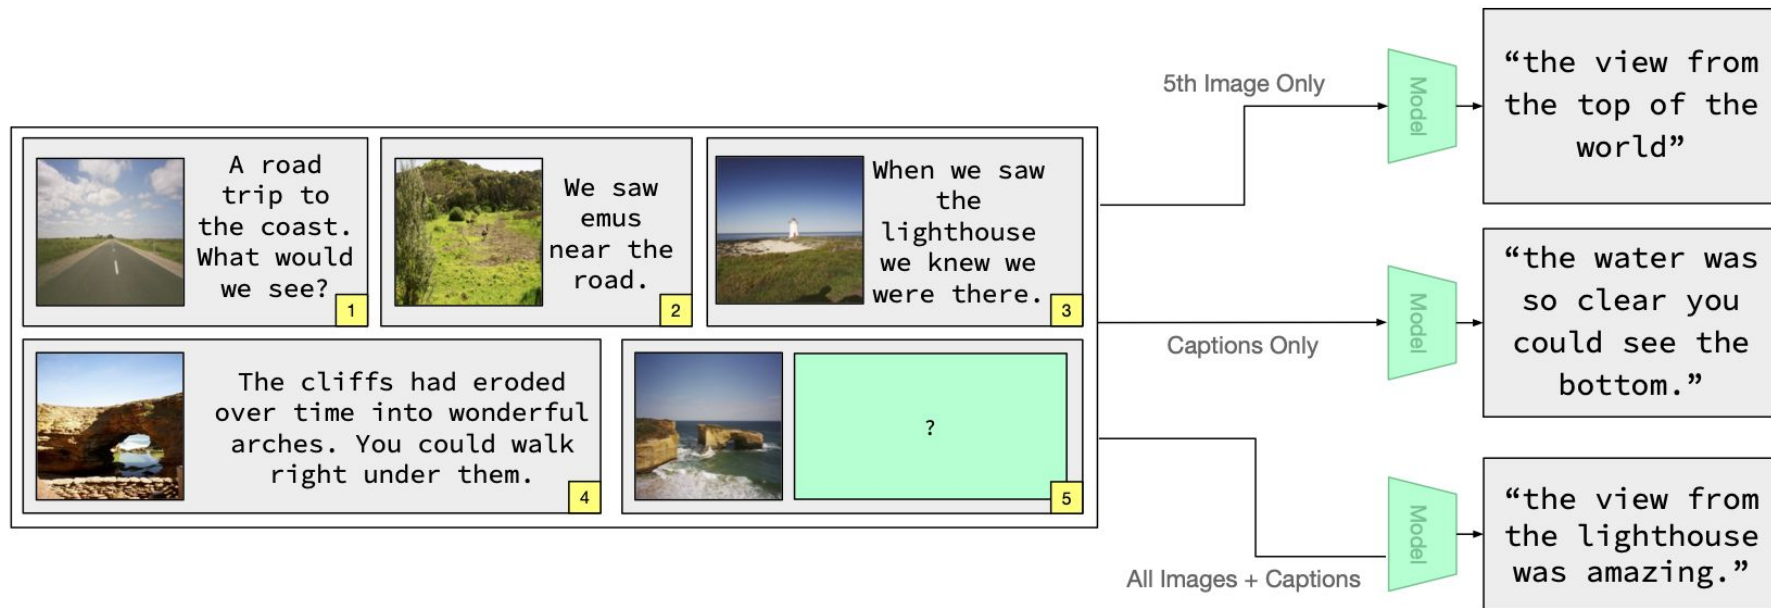 A road
trip to
the coast.
What would
we see?
1
We saw
emus
near the
road.
2
When we saw
the
lighthouse
we knew we
were there.
3
The cliffs had eroded
over time into wonderful
arches. You could walk
right under them.
4
?
5
5th Image Only
Model
“the view from
the top of the
world”
Captions Only
Model
“the water was
so clear you
could see the
bottom.”
All Images + Captions
Model
“the view from
the lighthouse
was amazing.”